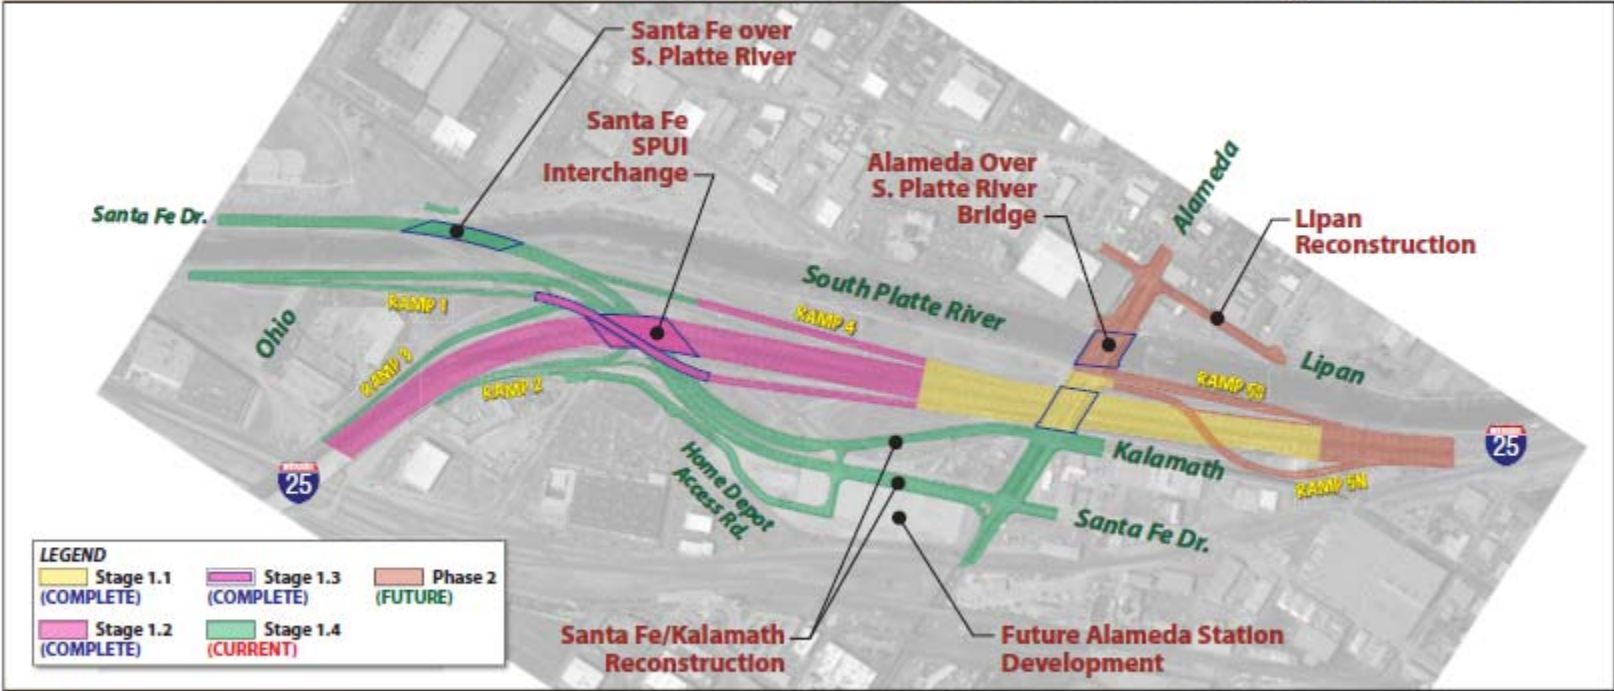 Santa Fe over
S. Platte River
Santa Fe
SPUI
Interchange
Alameda Over
S. Platte River
Bridge
Alameda
Lipan
Reconstruction
Santa Fe Dr.
South Platte River
RAMP 1
RAMP 4
Ohio
RAMP 3
RAMP 2
Lipan
RAMP 5S
25
Kalamath
RAMP 5N
25
Home Depot
Access Rd.
Santa Fe Dr.
LEGEND
Stage 1.1
(COMPLETE)
Stage 1.3
(COMPLETE)
Phase 2
(FUTURE)
Stage 1.2
(COMPLETE)
Stage 1.4
(CURRENT)
Santa Fe/Kalamath
Reconstruction
Future Alameda Station
Development